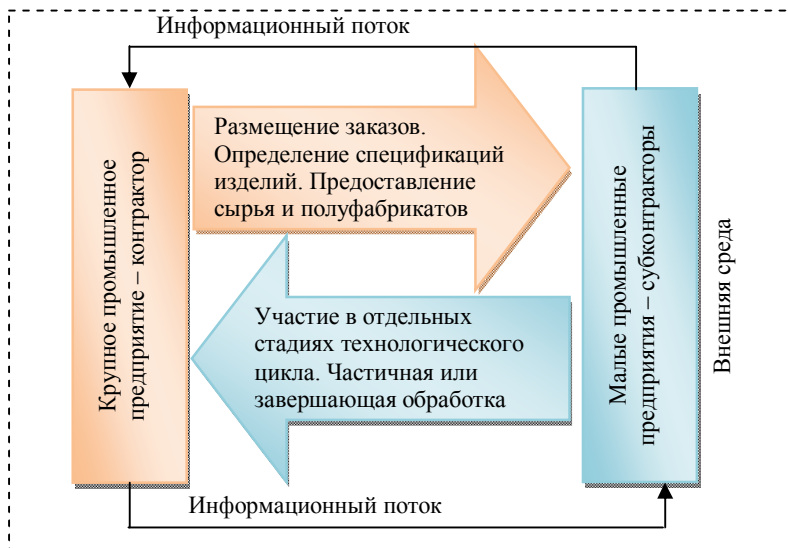 Информационный поток
Крупное промышленное
предприятие – контрактор
Размещение заказов.
Определение спецификаций
изделий. Предоставление
сырья и полуфабрикатов
Участие в отдельных
стадиях технологического
цикла. Частичная или
завершающая обработка
Малые промышленные
предприятия – субконтракторы
Внешняя среда
Информационный поток